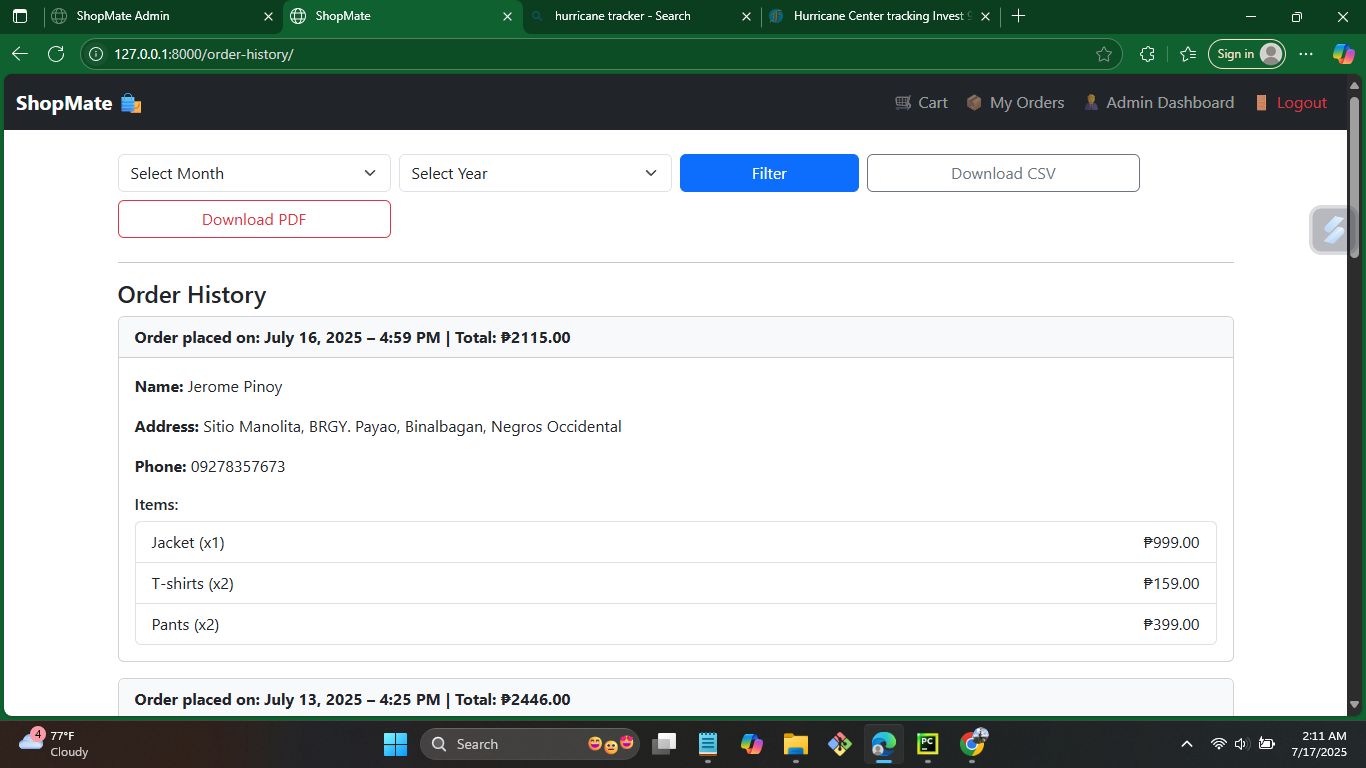 ShopMate Admin
ShopMate
hurricane tracker - Search
Hurricane Center tracking Invest 9
127.0.0.1:8000/order-history/
Sign in
ShopMate
Cart
My Orders
Admin Dashboard
Logout
Select Month
Select Year
Filter
Download CSV
Download PDF
Order History
Order placed on: July 16, 2025 – 4:59 PM | Total: ₱2115.00
Name: Jerome Pinoy
Address: Sitio Manolita, BRGY. Payao, Binalbagan, Negros Occidental
Phone: 09278357673
Items:
Jacket (x1) ₱999.00
T-shirts (x2) ₱159.00
Pants (x2) ₱399.00
Order placed on: July 13, 2025 – 4:25 PM | Total: ₱2446.00
4
77°F
Cloudy
Search
PC
2:11 AM
7/17/2025